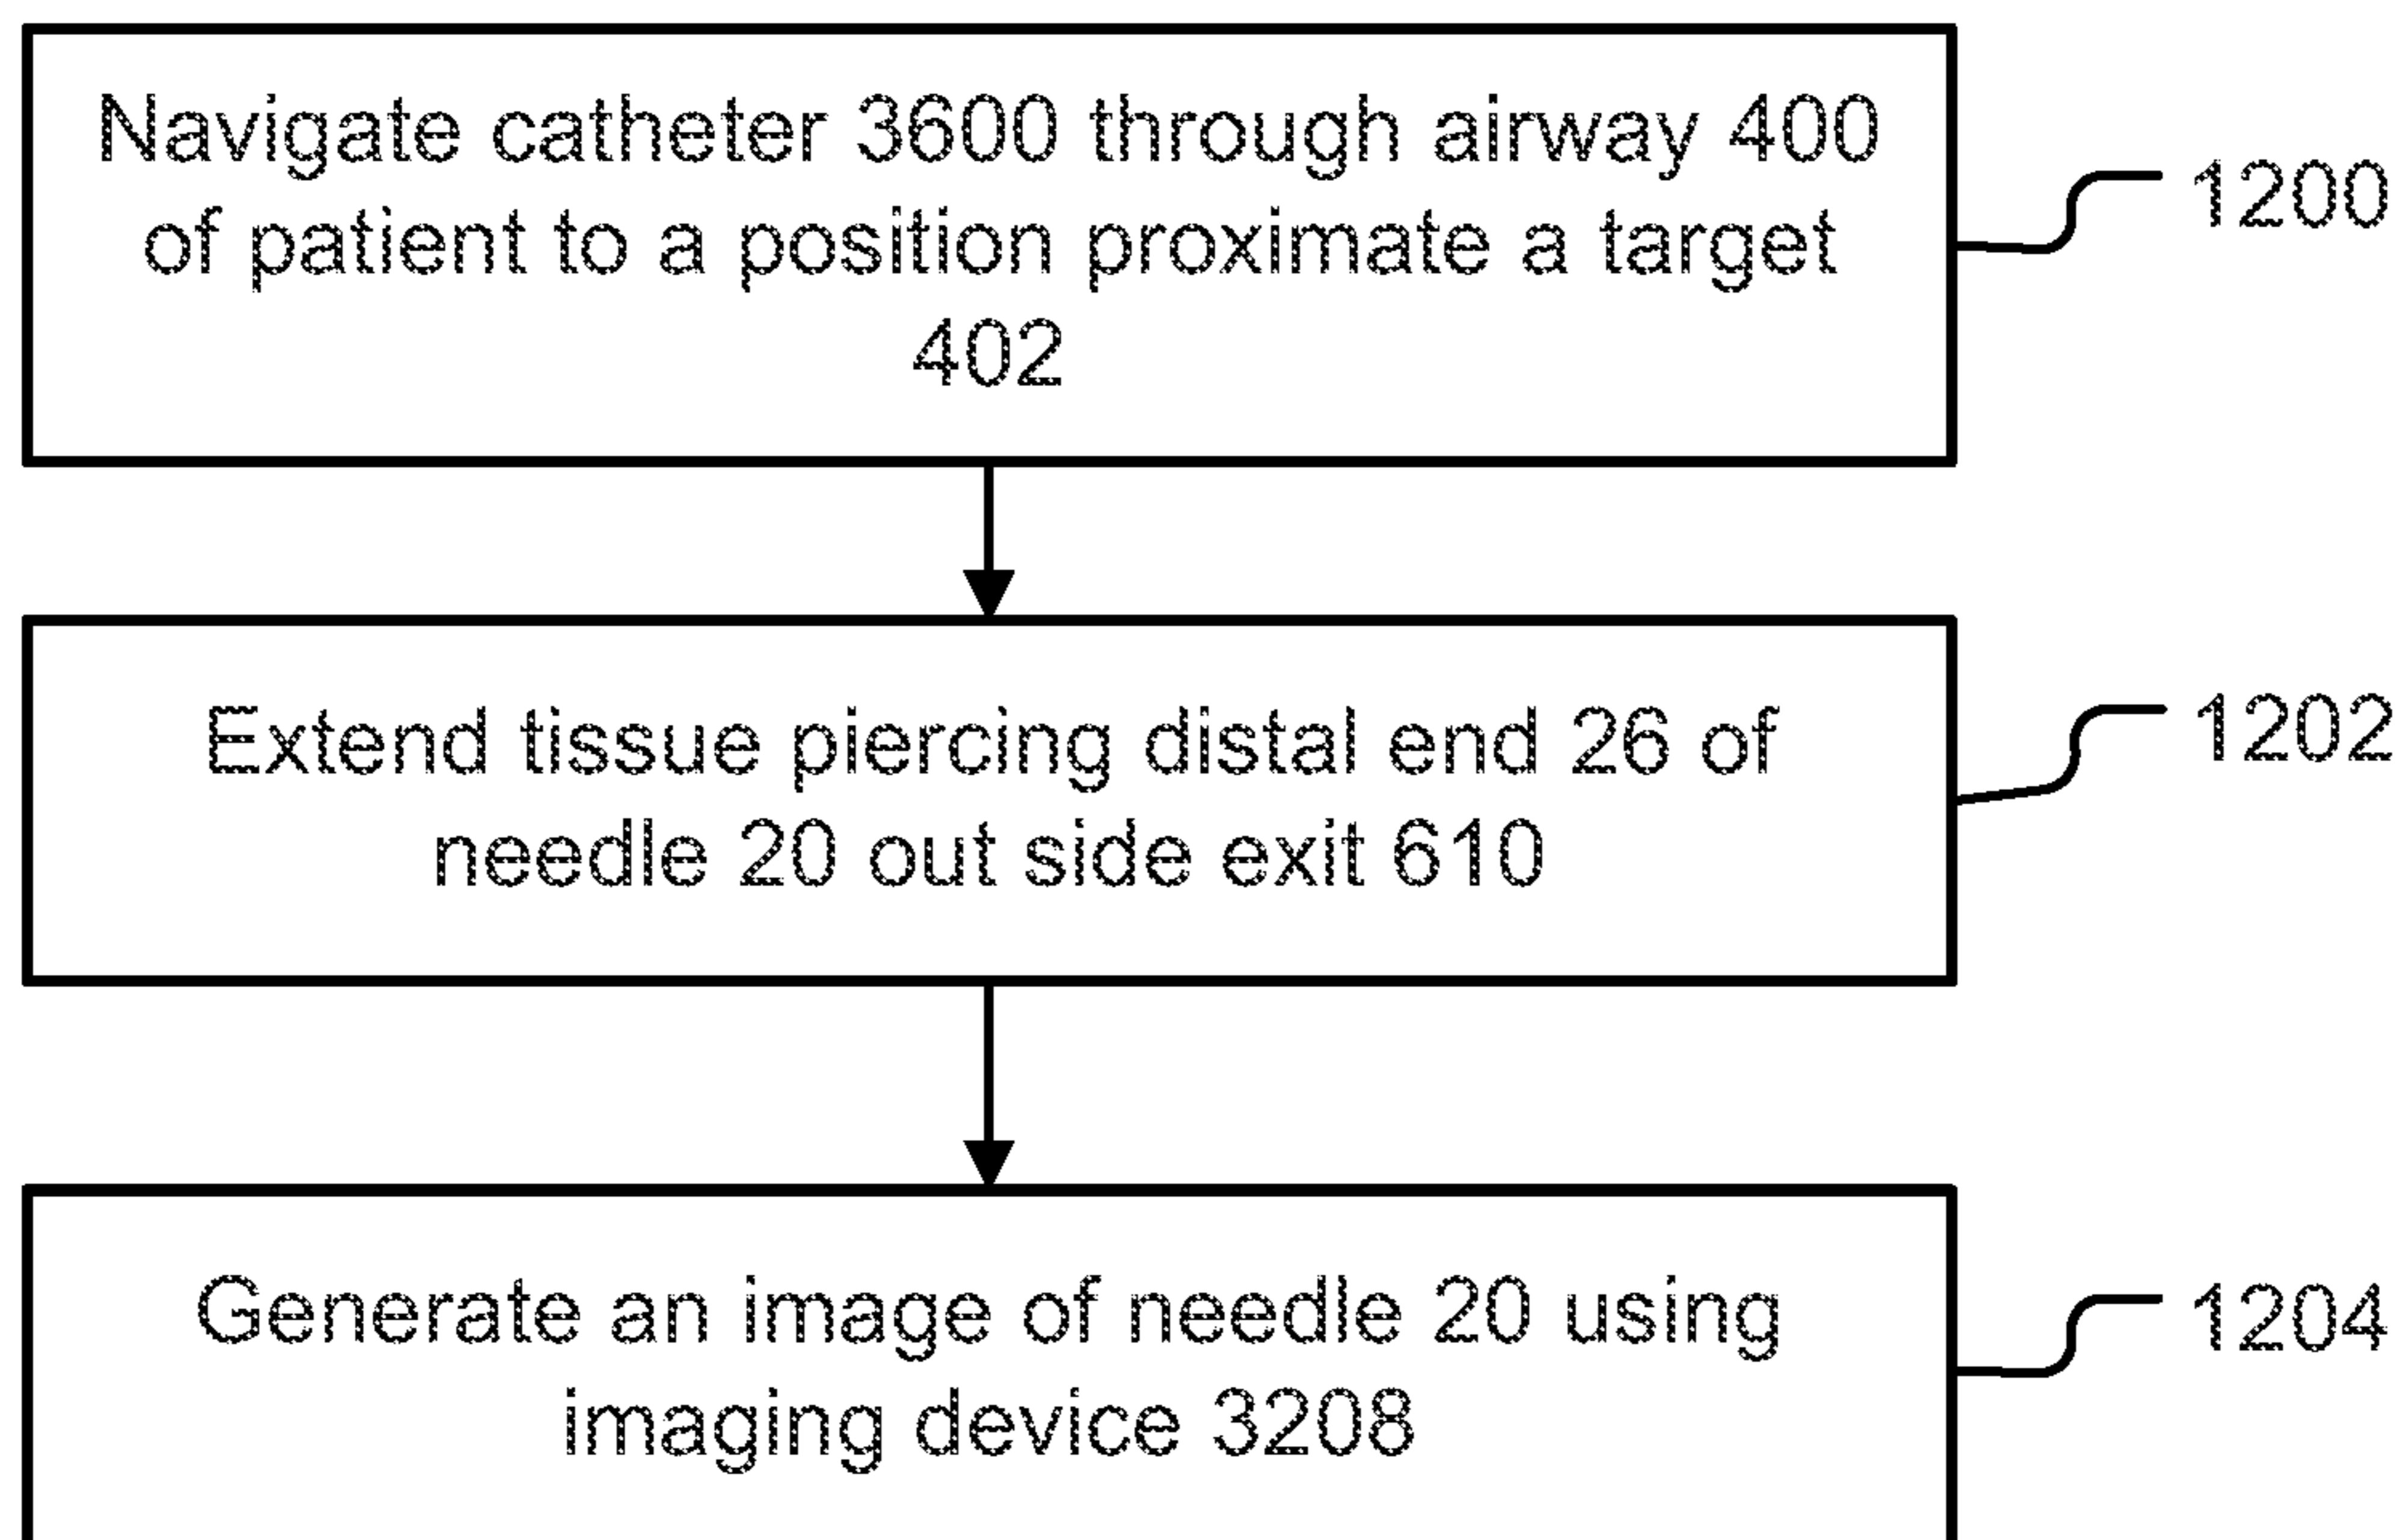 Navigate catheter 3600 through airway 400
of patient to a position proximate a target
402
1200
Extend tissue piercing distal end 26 of
needle 20 out side exit 610
1202
Generate an image of needle 20 using
imaging device 3208
1204